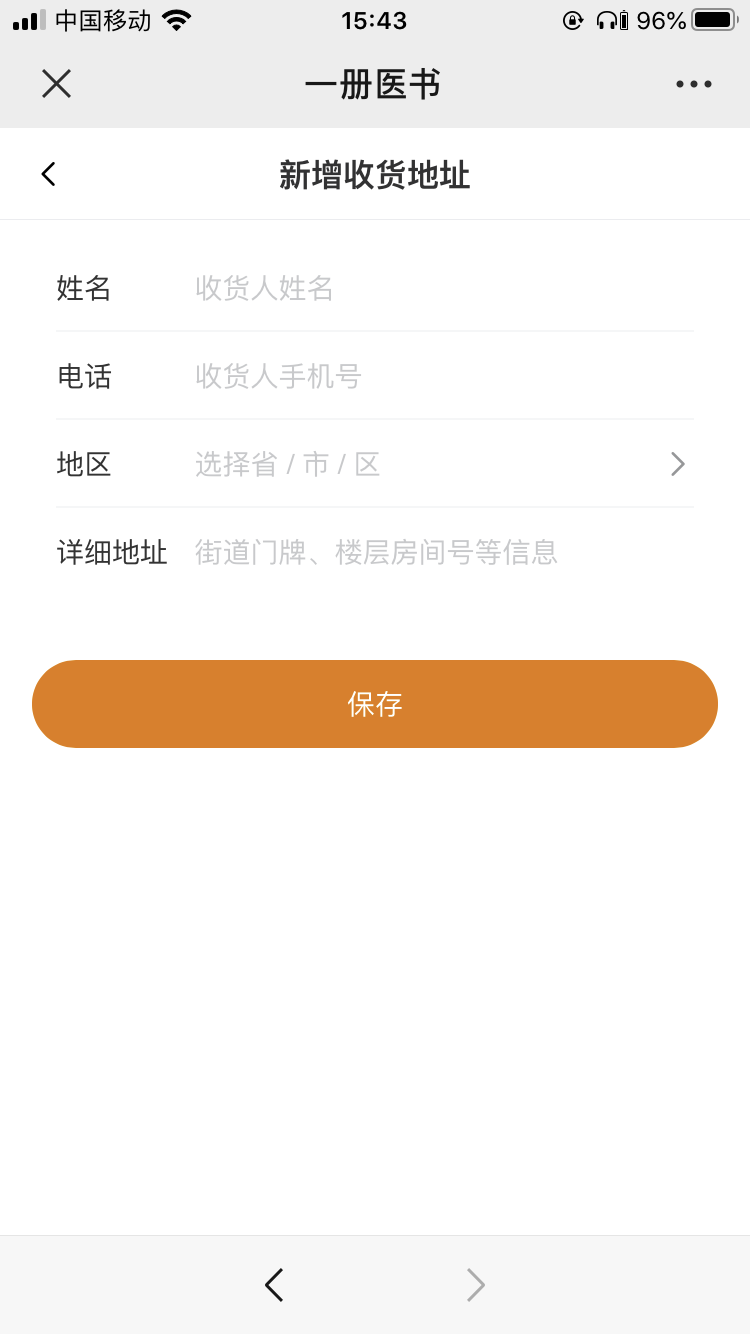 中国移动 15:43 96%
一册医书
新增收货地址
姓名 收货人姓名
电话 收货人手机号
地区 选择省 / 市 / 区
详细地址 街道门牌、楼层房间号等信息
保存